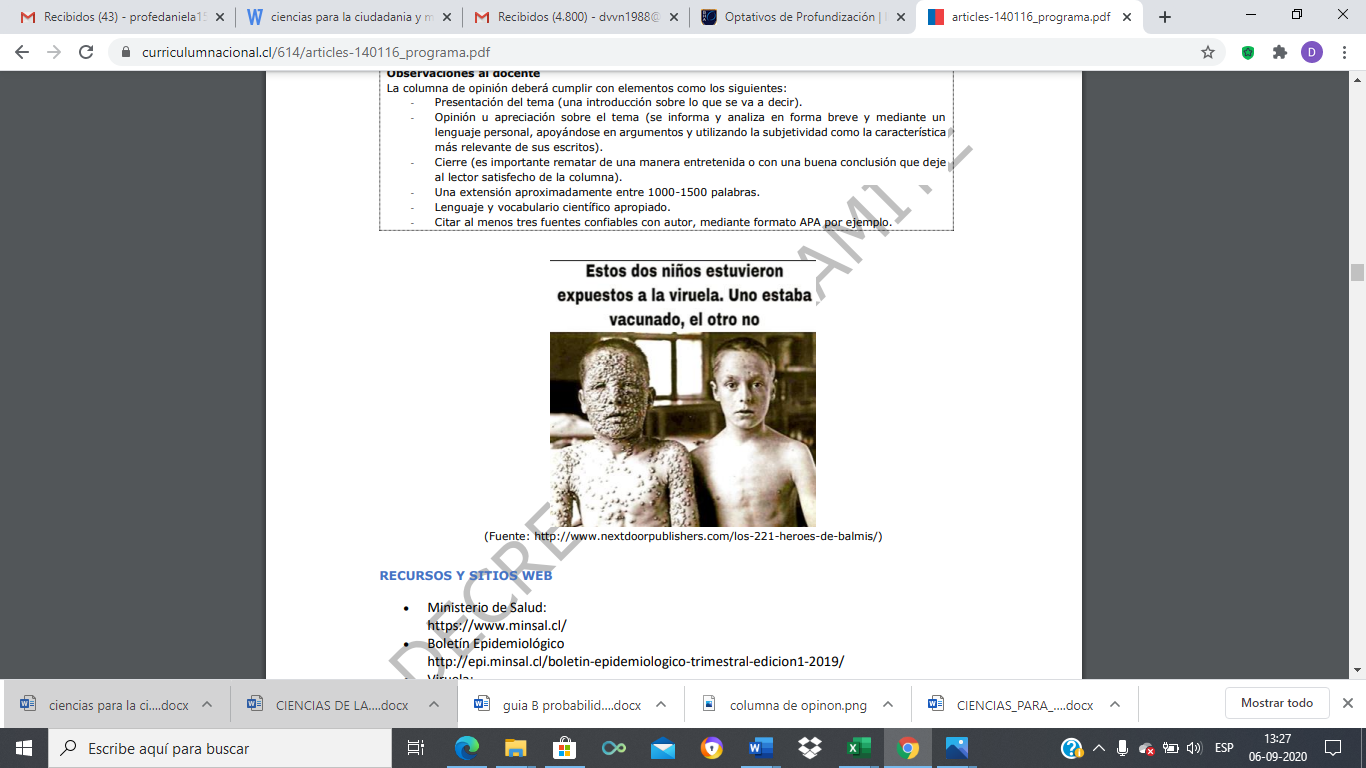 Recibidos (43) - profedaniela15
ciencias para la ciudadania y m
Recibidos (4.800) - dvvn1988@
Optativos de Profundización |
articles-140116_programa.pdf
curriculumnacional.cl/614/articles-140116_programa.pdf
D
Observaciones al docente
La columna de opinión deberá cumplir con elementos como los siguientes:
- Presentación del tema (una introducción sobre lo que se va a decir).
- Opinión u apreciación sobre el tema (se informa y analiza en forma breve y mediante un
lenguaje personal, apoyándose en argumentos y utilizando la subjetividad como la característica
más relevante de sus escritos).
- Cierre (es importante rematar de una manera entretenida o con una buena conclusión que deje
al lector satisfecho de la columna).
- Una extensión aproximadamente entre 1000-1500 palabras.
- Lenguaje y vocabulario científico apropiado.
- Citar al menos tres fuentes confiables con autor, mediante formato APA por ejemplo.
Estos dos niños estuvieron
expuestos a la viruela. Uno estaba
vacunado, el otro no
(Fuente: http://www.nextdoorpublishers.com/los-221-heroes-de-balmis/)
RECURSOS Y SITIOS WEB
• Ministerio de Salud:
https://www.minsal.cl/
• Boletín Epidemiológico
http://epi.minsal.cl/boletin-epidemiologico-trimestral-edicion1-2019/
Viruela:
ciencias para la ci....docx
CIENCIAS DE LA....docx
guia B probabilid....docx
columna de opinon.png
CIENCIAS_PARA_....docx
Mostrar todo
Escribe aquí para buscar
ESP
13:27
06-09-2020